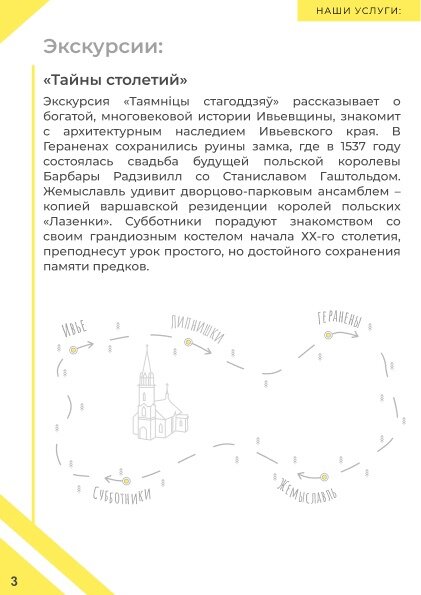 НАШИ УСЛУГИ:
Экскурсии:
«Тайны столетий»
Экскурсия «Таямніцы стагоддзяў» рассказывает о
богатой, многовековой истории Ивьевщины, знакомит
с архитектурным наследием Ивьевского края. В
Гераненах сохранились руины замка, где в 1537 году
состоялась свадьба будущей польской королевы
Барбары Радзивилл со Станиславом Гаштольдом.
Жемыславль удивит дворцово-парковым ансамблем –
копией варшавской резиденции королей польских
«Лазенки». Субботники порадуют знакомством со
своим грандиозным костелом начала XX-го столетия,
преподнесут урок простого, но достойного сохранения
памяти предков.
ИВЬЕ
ЛИПНИШКИ
ГЕРАНЕНЫ
СУББОТНИКИ
ЖЕМЫСЛАВЛЬ
3